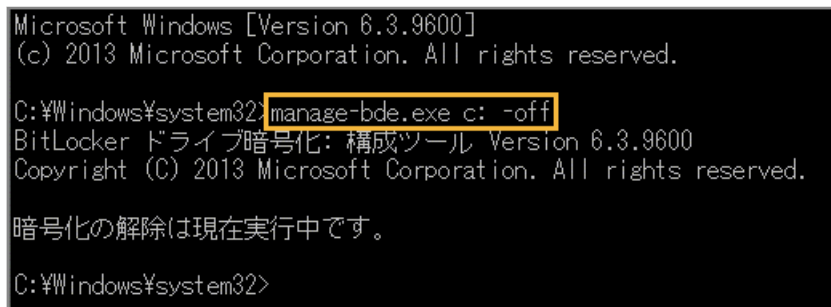 Microsoft Windows [Version 6.3.9600]
(c) 2013 Microsoft Corporation. All rights reserved.
C:¥Windows¥system32>manage-bde.exe c: -off
BitLocker ドライブ暗号化: 構成ツール Version 6.3.9600
Copyright (C) 2013 Microsoft Corporation. All rights reserved.
暗号化の解除は現在実行中です。
C:¥Windows¥system32>